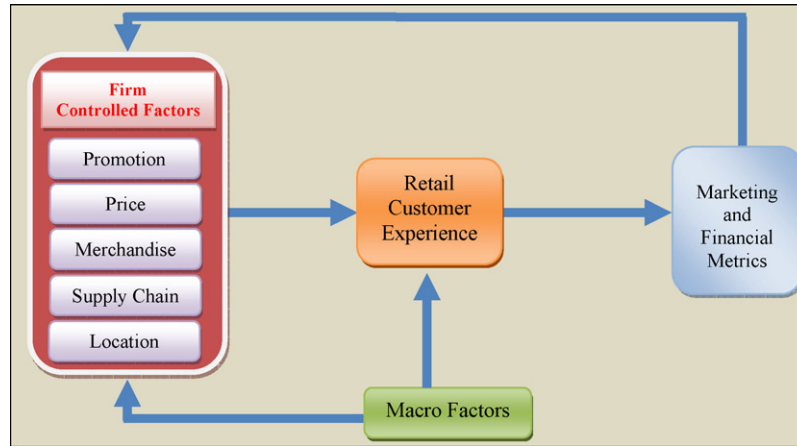 Firm
Controlled Factors
Promotion
Price
Merchandise
Supply Chain
Location
Retail
Customer
Experience
Marketing
and
Financial
Metrics
Macro Factors